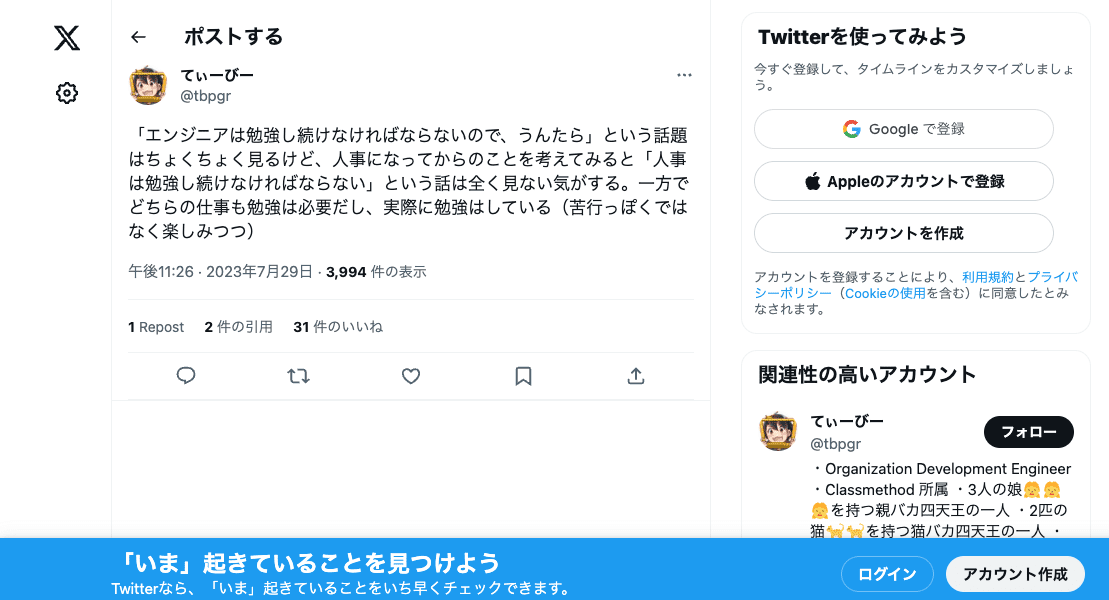 ポストする
てぃーびー
@tbpgr
「エンジニアは勉強し続けなければならないので、うんたら」という話題
はちょくちょく見るけど、人事になってからのことを考えてみると「人事
は勉強し続けなければならない」という話は全く見ない気がする。一方で
どちらの仕事も勉強は必要だし、実際に勉強はしている（苦行っぽくでは
なく楽しみつつ）
午後11:26 · 2023年7月29日 · 3,994 件の表示
1 Repost 2 件の引用 31 件のいいね
Twitterを使ってみよう
今すぐ登録して、タイムラインをカスタマイズしましょ
う。
Google で登録
Appleのアカウントで登録
アカウントを作成
アカウントを登録することにより、利用規約とプライバ
シーポリシー（Cookieの使用を含む）に同意したとみ
なされます。
関連性の高いアカウント
てぃーびー
@tbpgr
フォロー
・Organization Development Engineer
・Classmethod 所属 ・3人の娘👧👧
👧を持つ親バカ四天王の一人 ・2匹の
猫🐈🐈を持つ猫バカ四天王の一人 ・
「いま」起きていることを見つけよう
Twitterなら、「いま」起きていることをいち早くチェックできます。
ログイン
アカウント作成